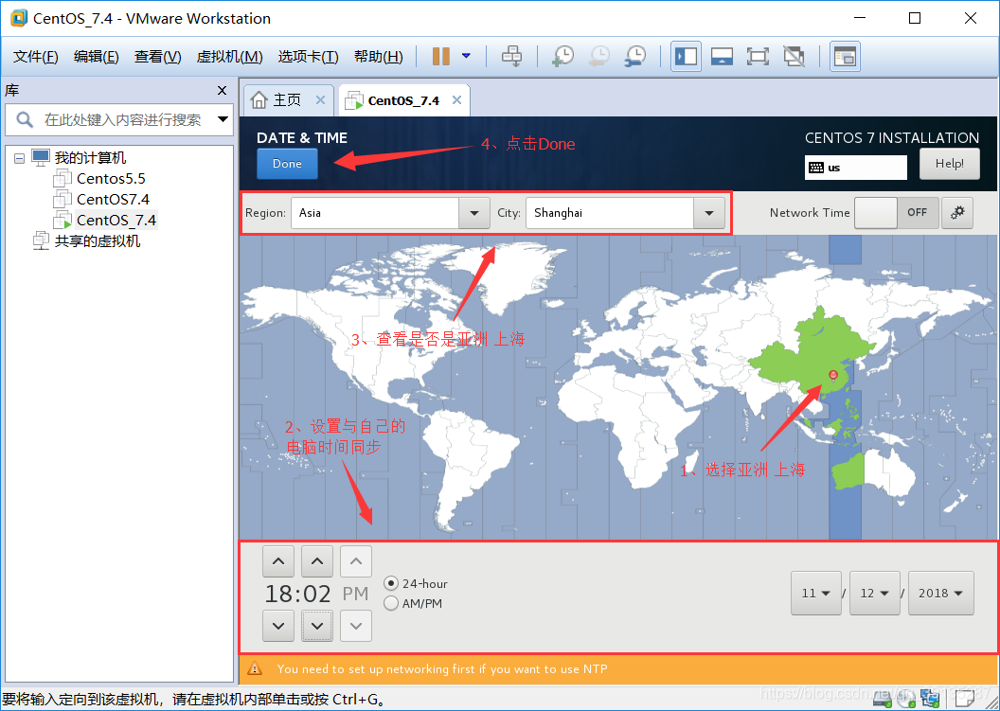 CentOS_7.4 - VMware Workstation
文件(F) 编辑(E) 查看(V) 虚拟机(M) 选项卡(T) 帮助(H)
库
在此处键入内容进行搜索
我的计算机
Centos5.5
CentOS7.4
CentOS_7.4
共享的虚拟机
主页 CentOS_7.4
DATE & TIME
Done
4、点击Done
CENTOS 7 INSTALLATION
us
Help!
Region: Asia City: Shanghai Network Time OFF
3、查看是否是亚洲 上海
2、设置与自己的
电脑时间同步
1、选择亚洲 上海
18:02 PM
24-hour
AM/PM
11 / 12 / 2018
You need to set up networking first if you want to use NTP
要将输入定向到该虚拟机，请在虚拟机内部单击或按 Ctrl+G。